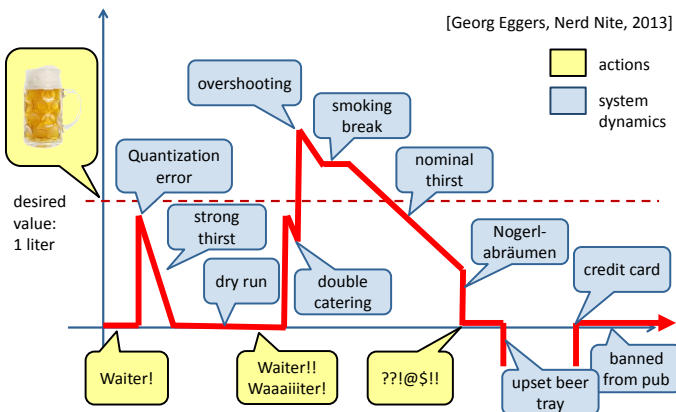 [Georg Eggers, Nerd Nite, 2013]
actions
system
dynamics
overshooting
smoking
break
Quantization
error
nominal
thirst
desired
value:
1 liter
strong
thirst
Nogerl-
abräumen
dry run
double
catering
credit card
Waiter!
Waiter!!
Waaaiiiter!
??!@$!!
upset beer
tray
banned
from pub